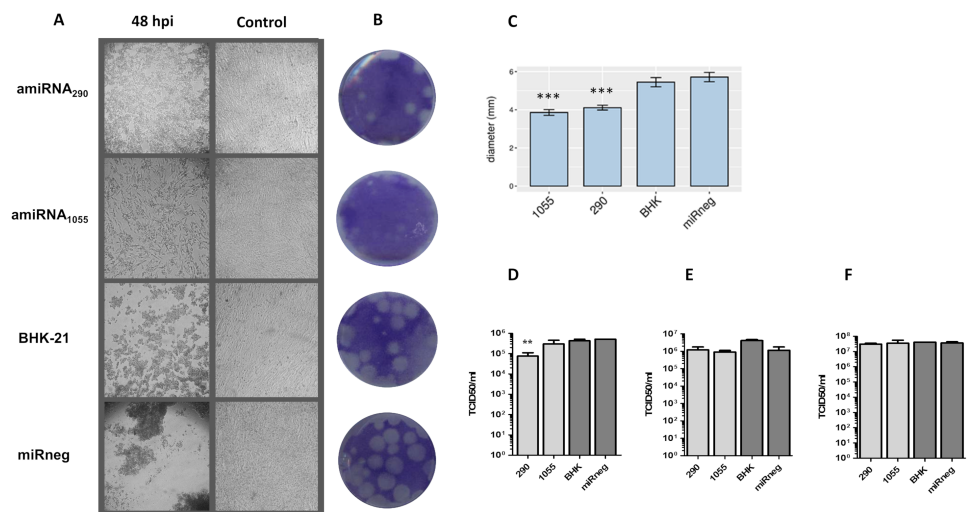 A
48 hpi
Control
B
C
amiRNA290
amiRNA1055
BHK-21
miRneg
diameter (mm)
6
4
2
0
***
***
1055
290
BHK
miRneg
D
E
F
TCID50/ml
10^6
10^5
10^4
10^3
10^2
10^1
10^0
**
290
1055
BHK
miRneg
TCID50/ml
10^7
10^6
10^5
10^4
10^3
10^2
10^1
10^0
290
1055
BHK
miRneg
TCID50/ml
10^8
10^7
10^6
10^5
10^4
10^3
10^2
10^1
10^0
290
1055
BHK
miRneg